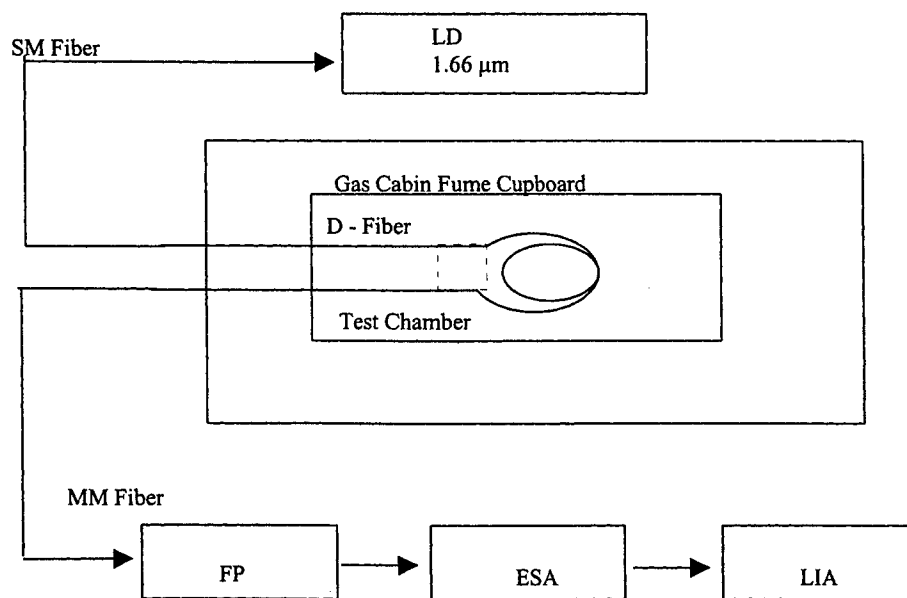 SM Fiber
LD
1.66 μm
Gas Cabin Fume Cupboard
D - Fiber
Test Chamber
MM Fiber
FP
ESA
LIA